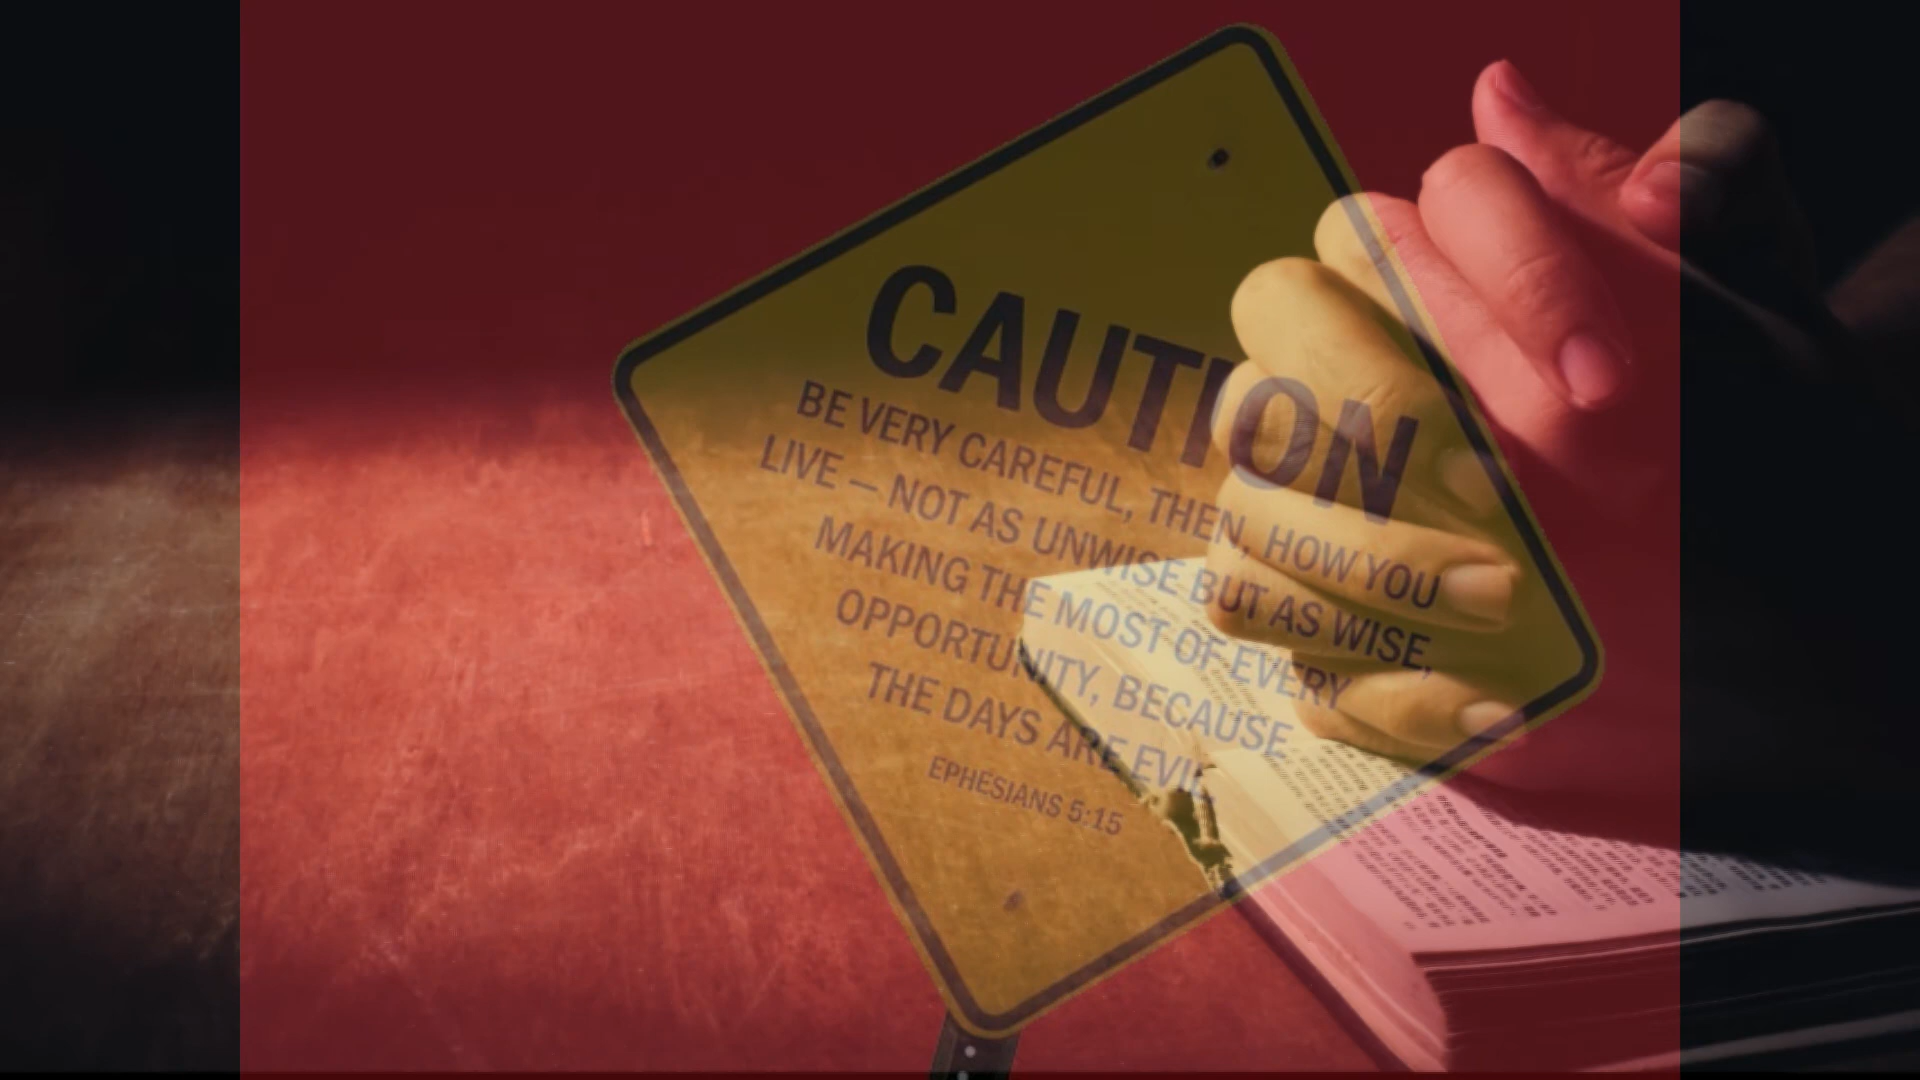 CAUTION
BE VERY CAREFUL, THEN, HOW YOU
LIVE – NOT AS UNWISE BUT AS WISE,
MAKING THE MOST OF EVERY
OPPORTUNITY, BECAUSE
THE DAYS ARE EVIL
EPHESIANS 5:15